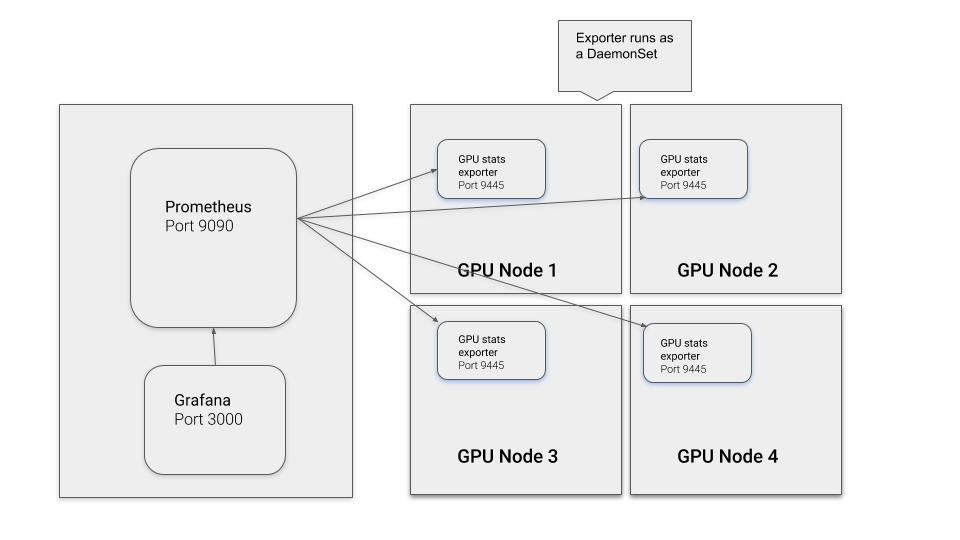 Exporter runs as
a DaemonSet
Prometheus
Port 9090
Grafana
Port 3000
GPU stats
exporter
Port 9445
GPU Node 1
GPU stats
exporter
Port 9445
GPU Node 2
GPU stats
exporter
Port 9445
GPU Node 3
GPU stats
exporter
Port 9445
GPU Node 4